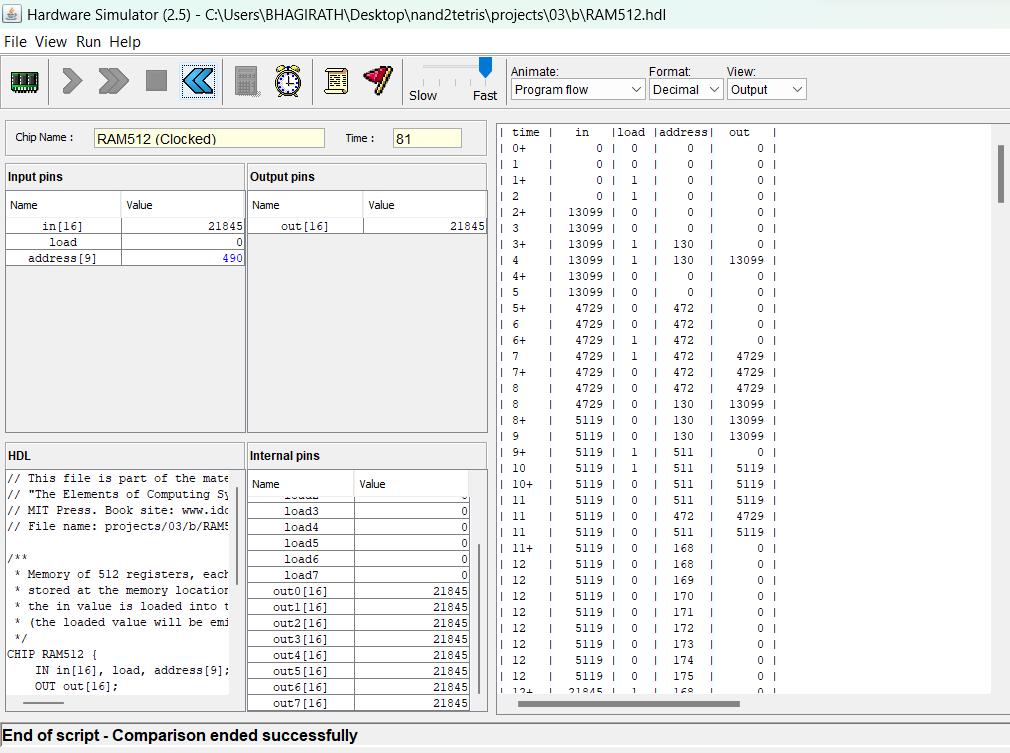 Hardware Simulator (2.5) - C:\Users\BHAGIRATH\Desktop\nand2tetris\projects\03\b\RAM512.hdl
File View Run Help
Slow Fast
Animate: Format: View:
Program flow Decimal Output
Chip Name : RAM512 (Clocked) Time : 81
Input pins
Name Value
in[16] 21845
load 0
address[9] 490
Output pins
Name Value
out[16] 21845
HDL
// This file is part of the mate
// "The Elements of Computing Sy
// MIT Press. Book site: www.idc
// File name: projects/03/b/RAM5
/**
* Memory of 512 registers, each
* stored at the memory location
* the in value is loaded into t
* (the loaded value will be emi
*/
CHIP RAM512 {
IN in[16], load, address[9];
OUT out[16];
Internal pins
Name Value
load3 0
load4 0
load5 0
load6 0
load7 0
out0[16] 21845
out1[16] 21845
out2[16] 21845
out3[16] 21845
out4[16] 21845
out5[16] 21845
out6[16] 21845
out7[16] 21845
| time | in |load |address| out |
| 0+ | 0 | 0 | 0 | 0 |
| 1 | 0 | 0 | 0 | 0 |
| 1+ | 0 | 1 | 0 | 0 |
| 2 | 0 | 1 | 0 | 0 |
| 2+ | 13099 | 0 | 0 | 0 |
| 3 | 13099 | 0 | 0 | 0 |
| 3+ | 13099 | 1 | 130 | 0 |
| 4 | 13099 | 1 | 130 | 13099 |
| 4+ | 13099 | 0 | 0 | 0 |
| 5 | 13099 | 0 | 0 | 0 |
| 5+ | 4729 | 0 | 472 | 0 |
| 6 | 4729 | 0 | 472 | 0 |
| 6+ | 4729 | 1 | 472 | 0 |
| 7 | 4729 | 1 | 472 | 4729 |
| 7+ | 4729 | 0 | 472 | 4729 |
| 8 | 4729 | 0 | 472 | 4729 |
| 8 | 4729 | 0 | 130 | 13099 |
| 8+ | 5119 | 0 | 130 | 13099 |
| 9 | 5119 | 0 | 130 | 13099 |
| 9+ | 5119 | 1 | 511 | 0 |
| 10 | 5119 | 1 | 511 | 5119 |
| 10+ | 5119 | 0 | 511 | 5119 |
| 11 | 5119 | 0 | 511 | 5119 |
| 11 | 5119 | 0 | 472 | 4729 |
| 11 | 5119 | 0 | 511 | 5119 |
| 11+ | 5119 | 0 | 168 | 0 |
| 12 | 5119 | 0 | 168 | 0 |
| 12 | 5119 | 0 | 169 | 0 |
| 12 | 5119 | 0 | 170 | 0 |
| 12 | 5119 | 0 | 171 | 0 |
| 12 | 5119 | 0 | 172 | 0 |
| 12 | 5119 | 0 | 173 | 0 |
| 12 | 5119 | 0 | 174 | 0 |
| 12 | 5119 | 0 | 175 | 0 |
| 12+ | 21845 | 1 | 168 | 0 |
End of script - Comparison ended successfully